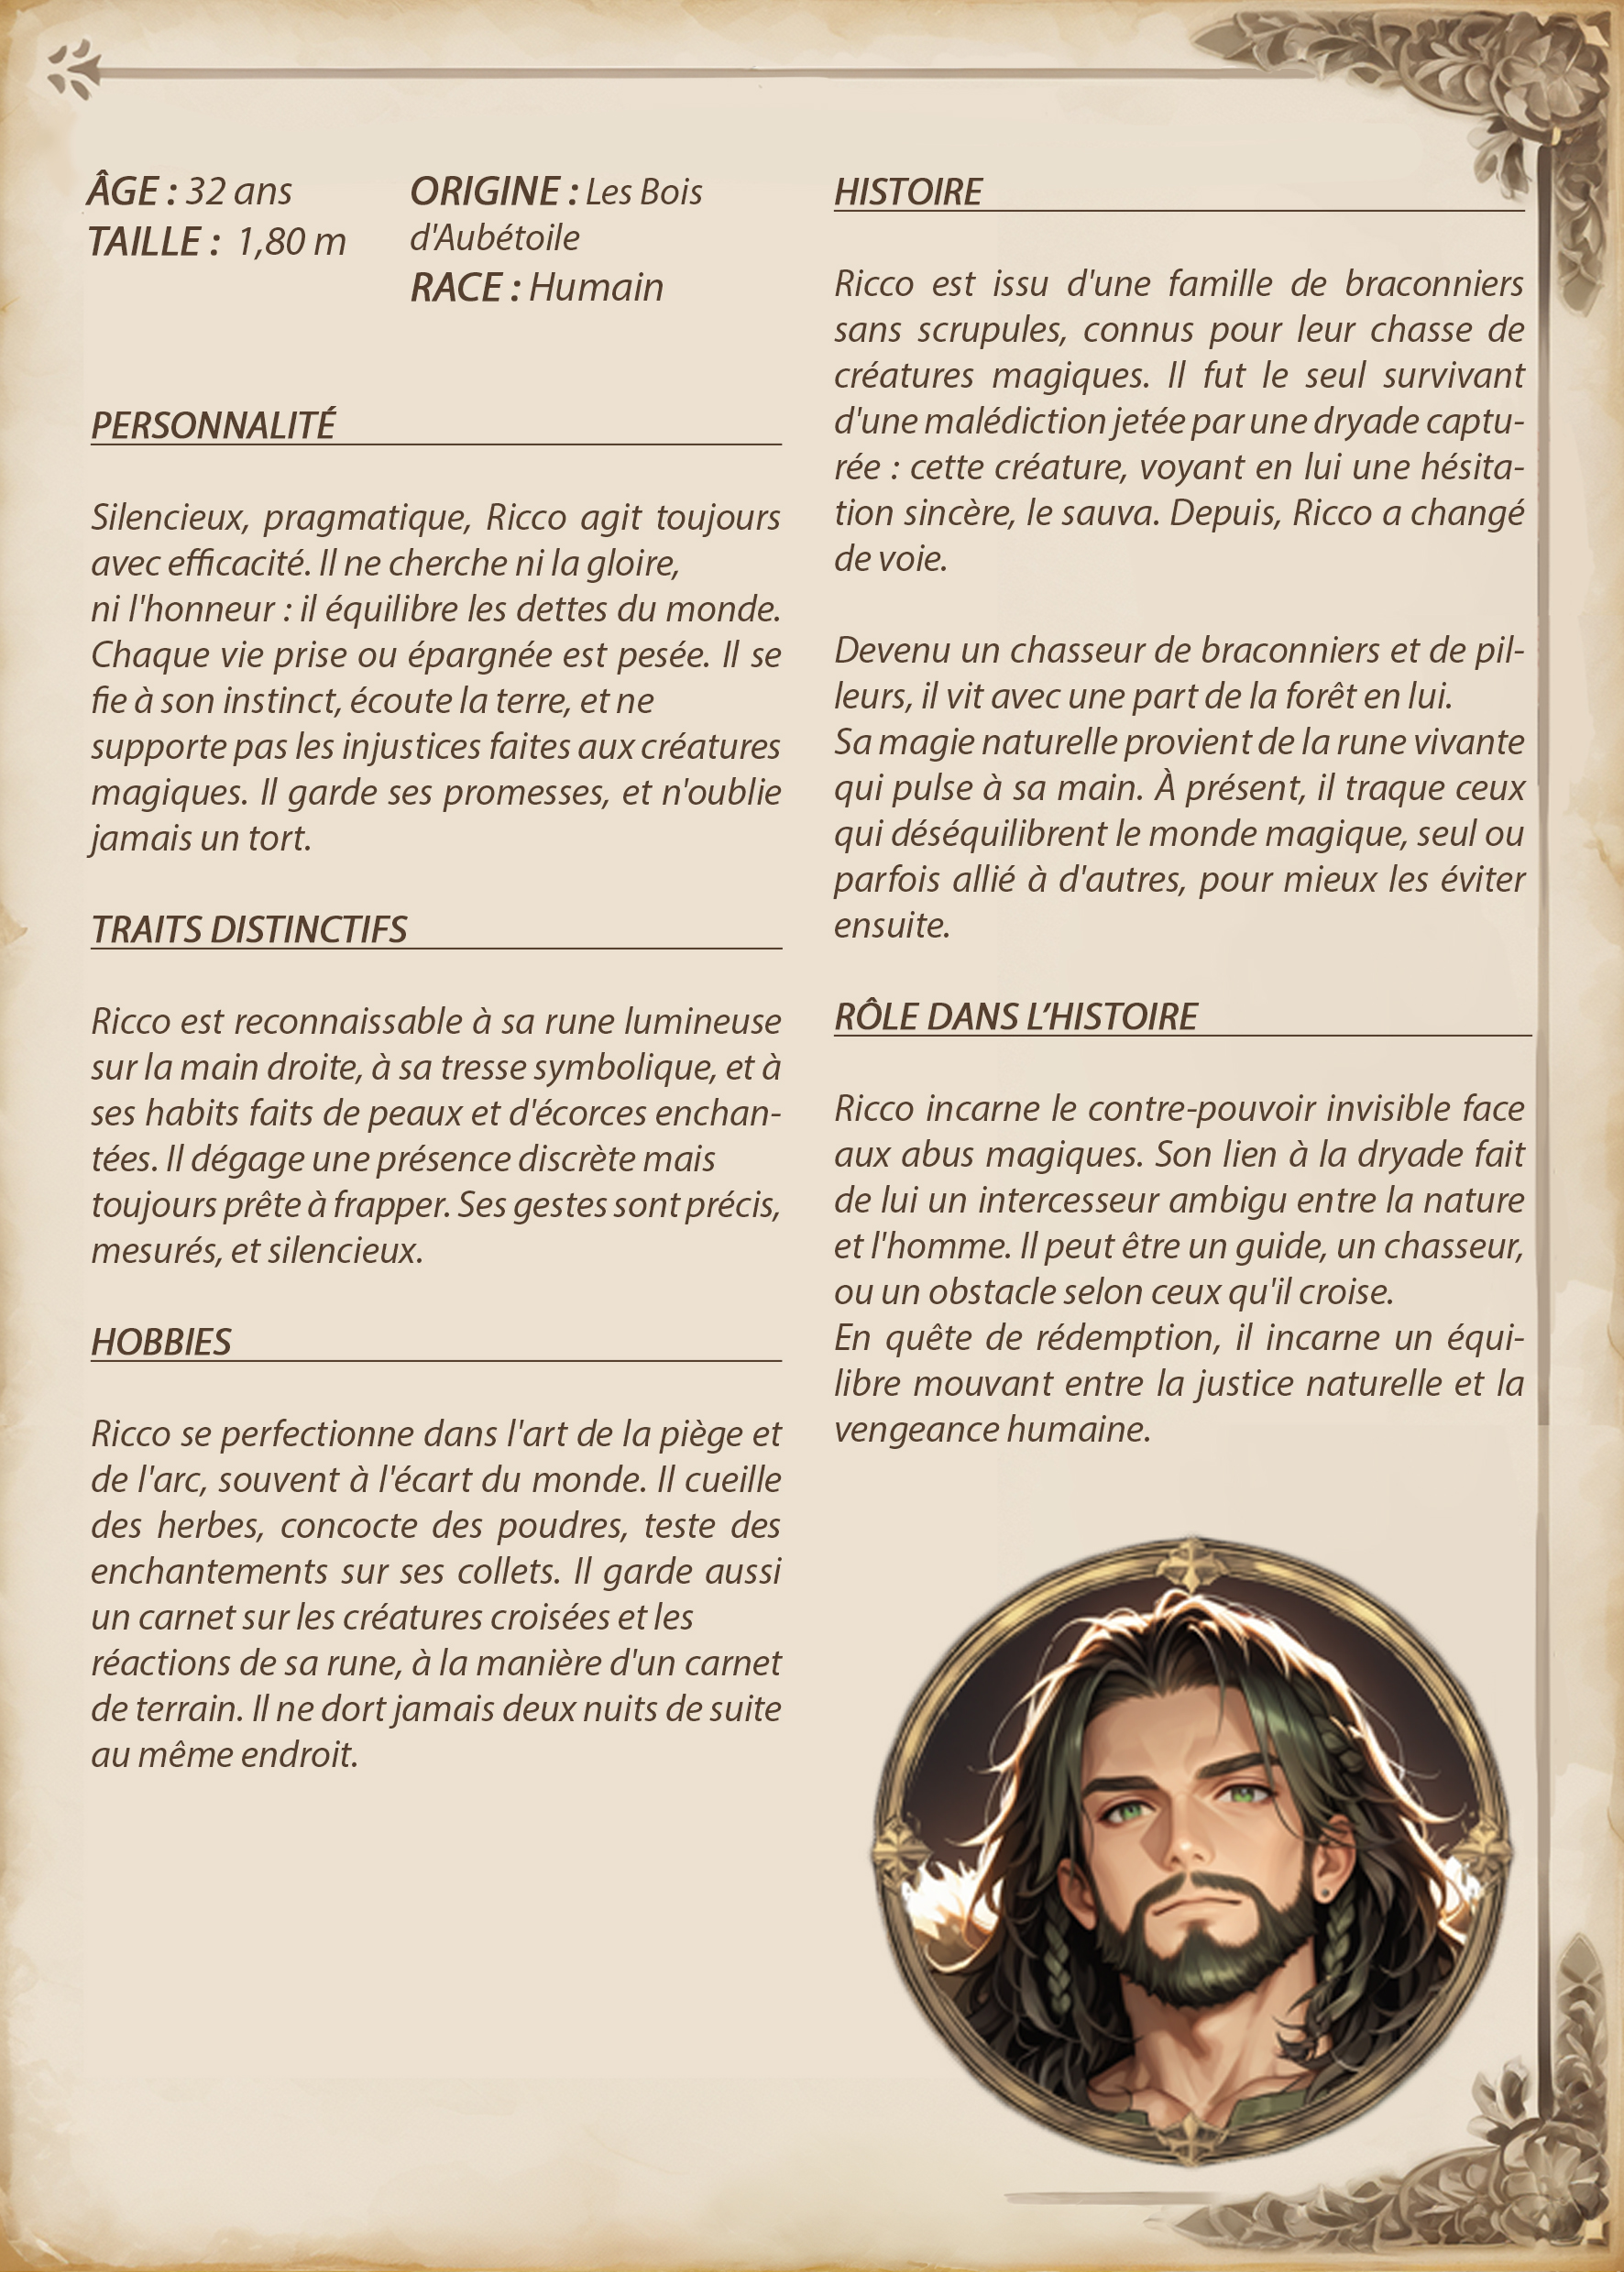 ÂGE : 32 ans
TAILLE : 1,80 m
ORIGINE : Les Bois
d'Aubétoile
RACE : Humain
PERSONNALITÉ
Silencieux, pragmatique, Ricco agit toujours
avec efficacité. Il ne cherche ni la gloire,
ni l'honneur : il équilibre les dettes du monde.
Chaque vie prise ou épargnée est pesée. Il se
fie à son instinct, écoute la terre, et ne
supporte pas les injustices faites aux créatures
magiques. Il garde ses promesses, et n'oublie
jamais un tort.
TRAITS DISTINCTIFS
Ricco est reconnaissable à sa rune lumineuse
sur la main droite, à sa tresse symbolique, et à
ses habits faits de peaux et d'écorces enchan-
tées. Il dégage une présence discrète mais
toujours prête à frapper. Ses gestes sont précis,
mesurés, et silencieux.
HOBBIES
Ricco se perfectionne dans l'art de la piège et
de l'arc, souvent à l'écart du monde. Il cueille
des herbes, concocte des poudres, teste des
enchantements sur ses collets. Il garde aussi
un carnet sur les créatures croisées et les
réactions de sa rune, à la manière d'un carnet
de terrain. Il ne dort jamais deux nuits de suite
au même endroit.
HISTOIRE
Ricco est issu d'une famille de braconniers
sans scrupules, connus pour leur chasse de
créatures magiques. Il fut le seul survivant
d'une malédiction jetée par une dryade captu-
rée : cette créature, voyant en lui une hésita-
tion sincère, le sauva. Depuis, Ricco a changé
de voie.
Devenu un chasseur de braconniers et de pil-
leurs, il vit avec une part de la forêt en lui.
Sa magie naturelle provient de la rune vivante
qui pulse à sa main. À présent, il traque ceux
qui déséquilibrent le monde magique, seul ou
parfois allié à d'autres, pour mieux les éviter
ensuite.
RÔLE DANS L’HISTOIRE
Ricco incarne le contre-pouvoir invisible face
aux abus magiques. Son lien à la dryade fait
de lui un intercesseur ambigu entre la nature
et l'homme. Il peut être un guide, un chasseur,
ou un obstacle selon ceux qu'il croise.
En quête de rédemption, il incarne un équi-
libre mouvant entre la justice naturelle et la
vengeance humaine.